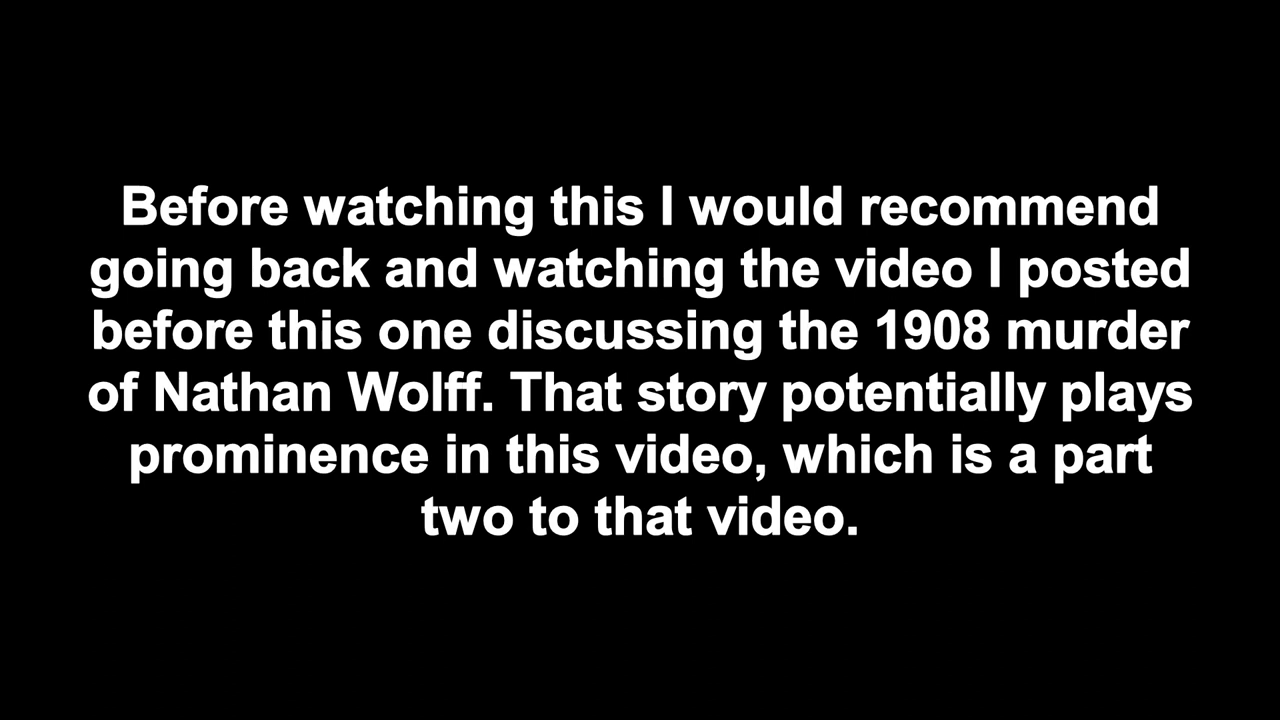 Before watching this I would recommend
going back and watching the video I posted
before this one discussing the 1908 murder
of Nathan Wolff. That story potentially plays
prominence in this video, which is a part
two to that video.